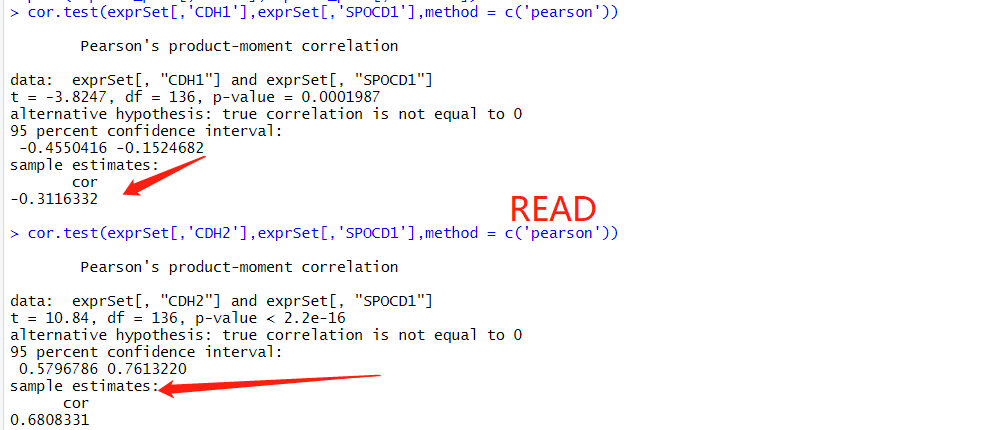 > cor.test(exprSet[,'CDH1'],exprSet[,'SPOCD1'],method = c('pearson'))
Pearson's product-moment correlation
data:  exprSet[, "CDH1"] and exprSet[, "SPOCD1"]
t = -3.8247, df = 136, p-value = 0.0001987
alternative hypothesis: true correlation is not equal to 0
95 percent confidence interval:
-0.4550416 -0.1524682
sample estimates:
cor
-0.3116332
READ
> cor.test(exprSet[,'CDH2'],exprSet[,'SPOCD1'],method = c('pearson'))
Pearson's product-moment correlation
data:  exprSet[, "CDH2"] and exprSet[, "SPOCD1"]
t = 10.84, df = 136, p-value < 2.2e-16
alternative hypothesis: true correlation is not equal to 0
95 percent confidence interval:
0.5796786 0.7613220
sample estimates:
cor
0.6808331